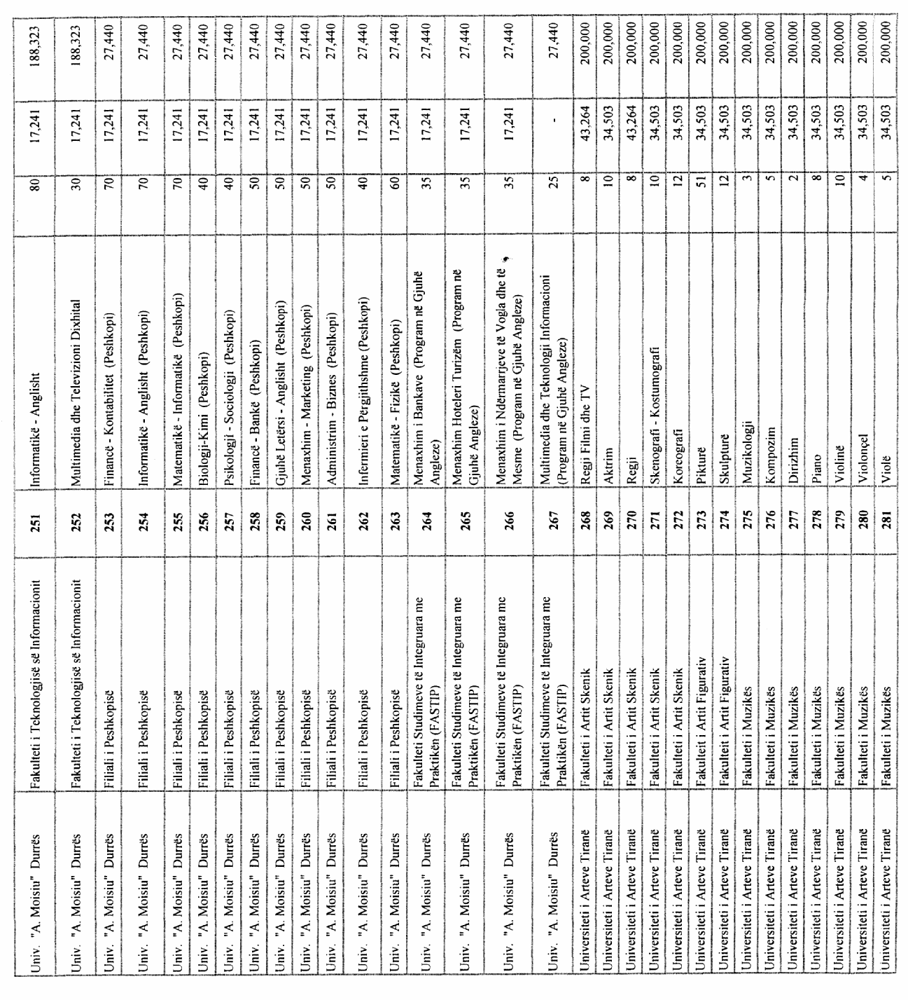 Univ. "A. Moisiu" Durrës Fakulteti i Teknologjisë së Informacionit 251 Informatikë - Anglisht 80 17,241 188,323
Univ. "A. Moisiu" Durrës Fakulteti i Teknologjisë së Informacionit 252 Multimedia dhe Televizioni Dixhital 30 17,241 188,323
Univ. "A. Moisiu" Durrës Filiali i Peshkopisë 253 Financë - Kontabilitet (Peshkopi) 70 17,241 27,440
Univ. "A. Moisiu" Durrës Filiali i Peshkopisë 254 Informatikë - Anglisht (Peshkopi) 70 17,241 27,440
Univ. "A. Moisiu" Durrës Filiali i Peshkopisë 255 Matematikë - Informatikë (Peshkopi) 70 17,241 27,440
Univ. "A. Moisiu" Durrës Filiali i Peshkopisë 256 Biologji-Kimi (Peshkopi) 40 17,241 27,440
Univ. "A. Moisiu" Durrës Filiali i Peshkopisë 257 Psikologji - Sociologji (Peshkopi) 40 17,241 27,440
Univ. "A. Moisiu" Durrës Filiali i Peshkopisë 258 Financë - Bankë (Peshkopi) 50 17,241 27,440
Univ. "A. Moisiu" Durrës Filiali i Peshkopisë 259 Gjuhë Letërsi - Anglisht (Peshkopi) 50 17,241 27,440
Univ. "A. Moisiu" Durrës Filiali i Peshkopisë 260 Menaxhim - Marketing (Peshkopi) 50 17,241 27,440
Univ. "A. Moisiu" Durrës Filiali i Peshkopisë 261 Administrim - Biznes (Peshkopi) 50 17,241 27,440
Univ. "A. Moisiu" Durrës Filiali i Peshkopisë 262 Infermieri e Përgjithshme (Peshkopi) 40 17,241 27,440
Univ. "A. Moisiu" Durrës Filiali i Peshkopisë 263 Matematikë - Fizikë (Peshkopi) 60 17,241 27,440
Univ. "A. Moisiu" Durrës Fakulteti Studimeve të Integruara me 264 Menaxhim i Bankave (Program në Gjuhë 35 17,241 27,440
Praktikën (FASTIP) Angleze)
Univ. "A. Moisiu" Durrës Fakulteti Studimeve të Integruara me 265 Menaxhim Hoteleri Turizëm (Program në 35 17,241 27,440
Praktikën (FASTIP) Gjuhë Angleze)
Univ. "A. Moisiu" Durrës Fakulteti Studimeve të Integruara me 266 Menaxhim i Ndërmarrjeve të Vogla dhe të 35 17,241 27,440
Praktikën (FASTIP) Mesme (Program në Gjuhë Angleze)
Univ. "A. Moisiu" Durrës Fakulteti Studimeve të Integruara me 267 Multimedia dhe Teknologji Informacioni 25 - 27,440
Praktikën (FASTIP) (Program në Gjuhë Angleze)
Universiteti i Arteve Tiranë Fakulteti i Artit Skenik 268 Regji Filmi dhe TV 8 43,264 200,000
Universiteti i Arteve Tiranë Fakulteti i Artit Skenik 269 Aktrim 10 34,503 200,000
Universiteti i Arteve Tiranë Fakulteti i Artit Skenik 270 Regji 8 43,264 200,000
Universiteti i Arteve Tiranë Fakulteti i Artit Skenik 271 Skenografi - Kostumografi 10 34,503 200,000
Universiteti i Arteve Tiranë Fakulteti i Artit Skenik 272 Koreografi 12 34,503 200,000
Universiteti i Arteve Tiranë Fakulteti i Artit Figurativ 273 Pikturë 51 34,503 200,000
Universiteti i Arteve Tiranë Fakulteit i Artit Figurativ 274 Skulpturë 12 34,503 200,000
Universiteti i Arteve Tiranë Fakulteti i Muzikës 275 Muzikologji 3 34,503 200,000
Universiteti i Arteve Tiranë Fakulteti i Muzikës 276 Kompozim 5 34,503 200,000
Universiteti i Arteve Tiranë Fakulteti i Muzikës 277 Dirizhim 2 34,503 200,000
Universiteti i Arteve Tiranë Fakulteti i Muzikës 278 Piano 8 34,503 200,000
Universiteti i Arteve Tiranë Fakulteti i Muzikës 279 Violinë 10 34,503 200,000
Universiteti i Arteve Tiranë Fakulteti i Muzikës 280 Violonçel 4 34,503 200,000
Universiteti i Arteve Tiranë Fakulteti i Muzikës 281 Violë 5 34,503 200,000